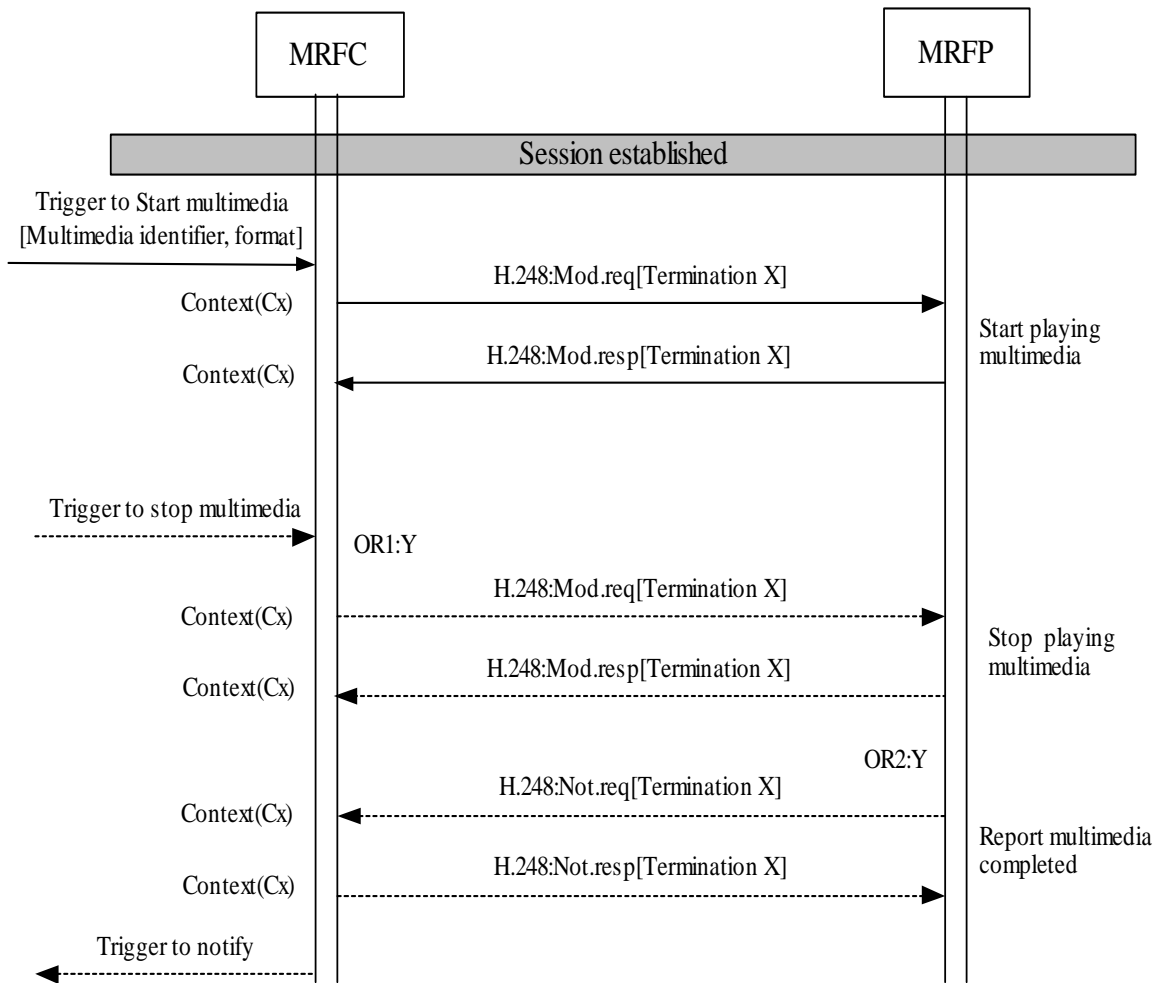 MRFC
MRFP
Session established
Trigger to Start multimedia
[Multimedia identifier, format]
H.248:Mod.req[Termination X]
Context(Cx)
Start playing
multimedia
H.248:Mod.resp[Termination X]
Context(Cx)
Trigger to stop multimedia
OR1:Y
H.248:Mod.req[Termination X]
Context(Cx)
Stop playing
multimedia
H.248:Mod.resp[Termination X]
Context(Cx)
OR2:Y
H.248:Not.req[Termination X]
Context(Cx)
Report multimedia
completed
H.248:Not.resp[Termination X]
Context(Cx)
Trigger to notify